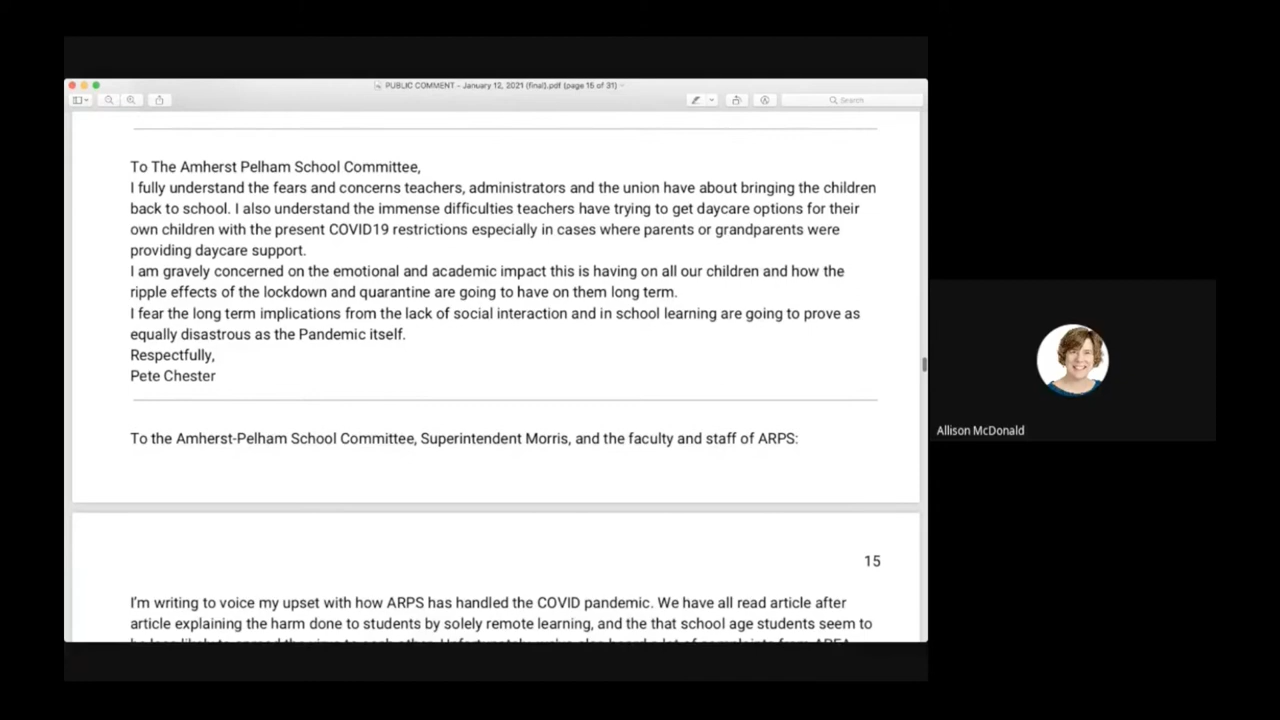 PUBLIC COMMENT - January 12, 2021 (final).pdf (page 15 of 31)
Search
To The Amherst Pelham School Committee,
I fully understand the fears and concerns teachers, administrators and the union have about bringing the children
back to school. I also understand the immense difficulties teachers have trying to get daycare options for their
own children with the present COVID19 restrictions especially in cases where parents or grandparents were
providing daycare support.
I am gravely concerned on the emotional and academic impact this is having on all our children and how the
ripple effects of the lockdown and quarantine are going to have on them long term.
I fear the long term implications from the lack of social interaction and in school learning are going to prove as
equally disastrous as the Pandemic itself.
Respectfully,
Pete Chester
To the Amherst-Pelham School Committee, Superintendent Morris, and the faculty and staff of ARPS:
15
I'm writing to voice my upset with how ARPS has handled the COVID pandemic. We have all read article after
article explaining the harm done to students by solely remote learning, and the that school age students seem to
Allison McDonald